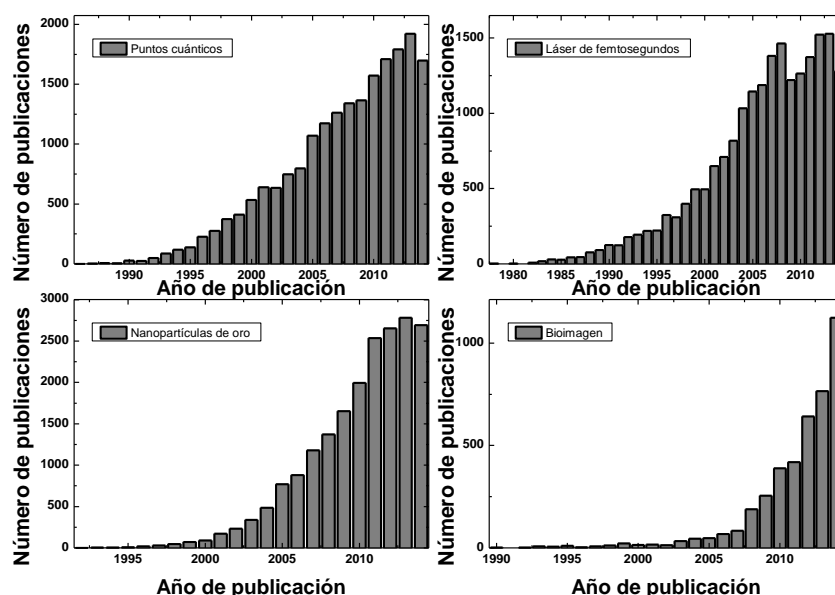 2000
1500
1000
500
0
Número de publicaciones
Puntos cuánticos
1990 1995 2000 2005 2010
Año de publicación
1500
1000
500
0
Número de publicaciones
Láser de femtosegundos
1980 1985 1990 1995 2000 2005 2010
Año de publicación
3000
2500
2000
1500
1000
500
0
Número de publicaciones
Nanopartículas de oro
1995 2000 2005 2010
Año de publicación
1000
500
0
Número de publicaciones
Bioimagen
1990 1995 2000 2005 2010
Año de publicación